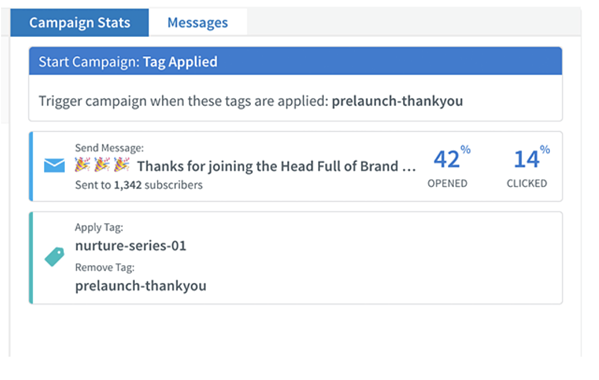 Campaign Stats
Messages
Start Campaign: Tag Applied
Trigger campaign when these tags are applied: prelaunch-thankyou
Send Message:
🎉 🎉 🎉 Thanks for joining the Head Full of Brand ...
Sent to 1,342 subscribers
42%
OPENED
14%
CLICKED
Apply Tag:
nurture-series-01
Remove Tag:
prelaunch-thankyou